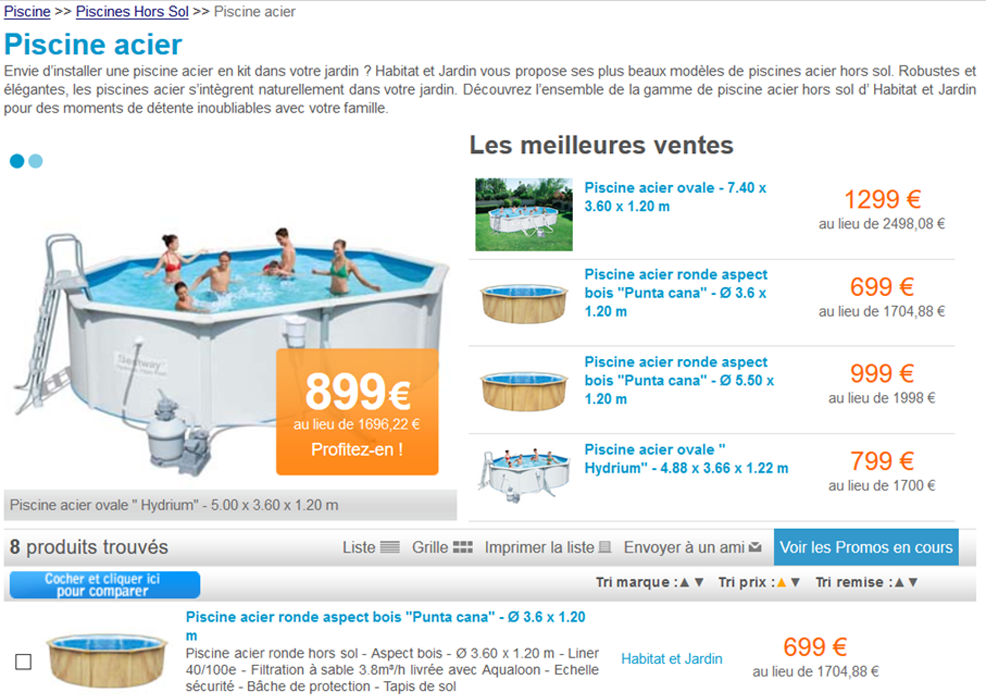 Piscine >> Piscines Hors Sol >> Piscine acier
Piscine acier
Envie d'installer une piscine acier en kit dans votre jardin ? Habitat et Jardin vous propose ses plus beaux modèles de piscines acier hors sol. Robustes et
élégantes, les piscines acier s'intègrent naturellement dans votre jardin. Découvrez l'ensemble de la gamme de piscine acier hors sol d' Habitat et Jardin
pour des moments de détente inoubliables avec votre famille.
Bestway
899€
au lieu de 1696,22 €
Profitez-en !
Piscine acier ovale " Hydrium" - 5.00 x 3.60 x 1.20 m
Les meilleures ventes
Piscine acier ovale - 7.40 x
3.60 x 1.20 m
1299 €
au lieu de 2498,08 €
Piscine acier ronde aspect
bois "Punta cana" - Ø 3.6 x
1.20 m
699 €
au lieu de 1704,88 €
Piscine acier ronde aspect
bois "Punta cana" - Ø 5.50 x
1.20 m
999 €
au lieu de 1998 €
Piscine acier ovale "
Hydrium" - 4.88 x 3.66 x 1.22 m
799 €
au lieu de 1700 €
8 produits trouvés
Liste Grille Imprimer la liste Envoyer à un ami Voir les Promos en cours
Cocher et cliquer ici
pour comparer
Tri marque :▲▼ Tri prix :▲▼ Tri remise :▲▼
Piscine acier ronde aspect bois "Punta cana" - Ø 3.6 x 1.20
m
Piscine acier ronde hors sol - Aspect bois - Ø 3.60 x 1.20 m - Liner
40/100e - Filtration à sable 3.8m³/h livrée avec Aqualoon - Echelle
sécurité - Bâche de protection - Tapis de sol
Habitat et Jardin
699 €
au lieu de 1704,88 €